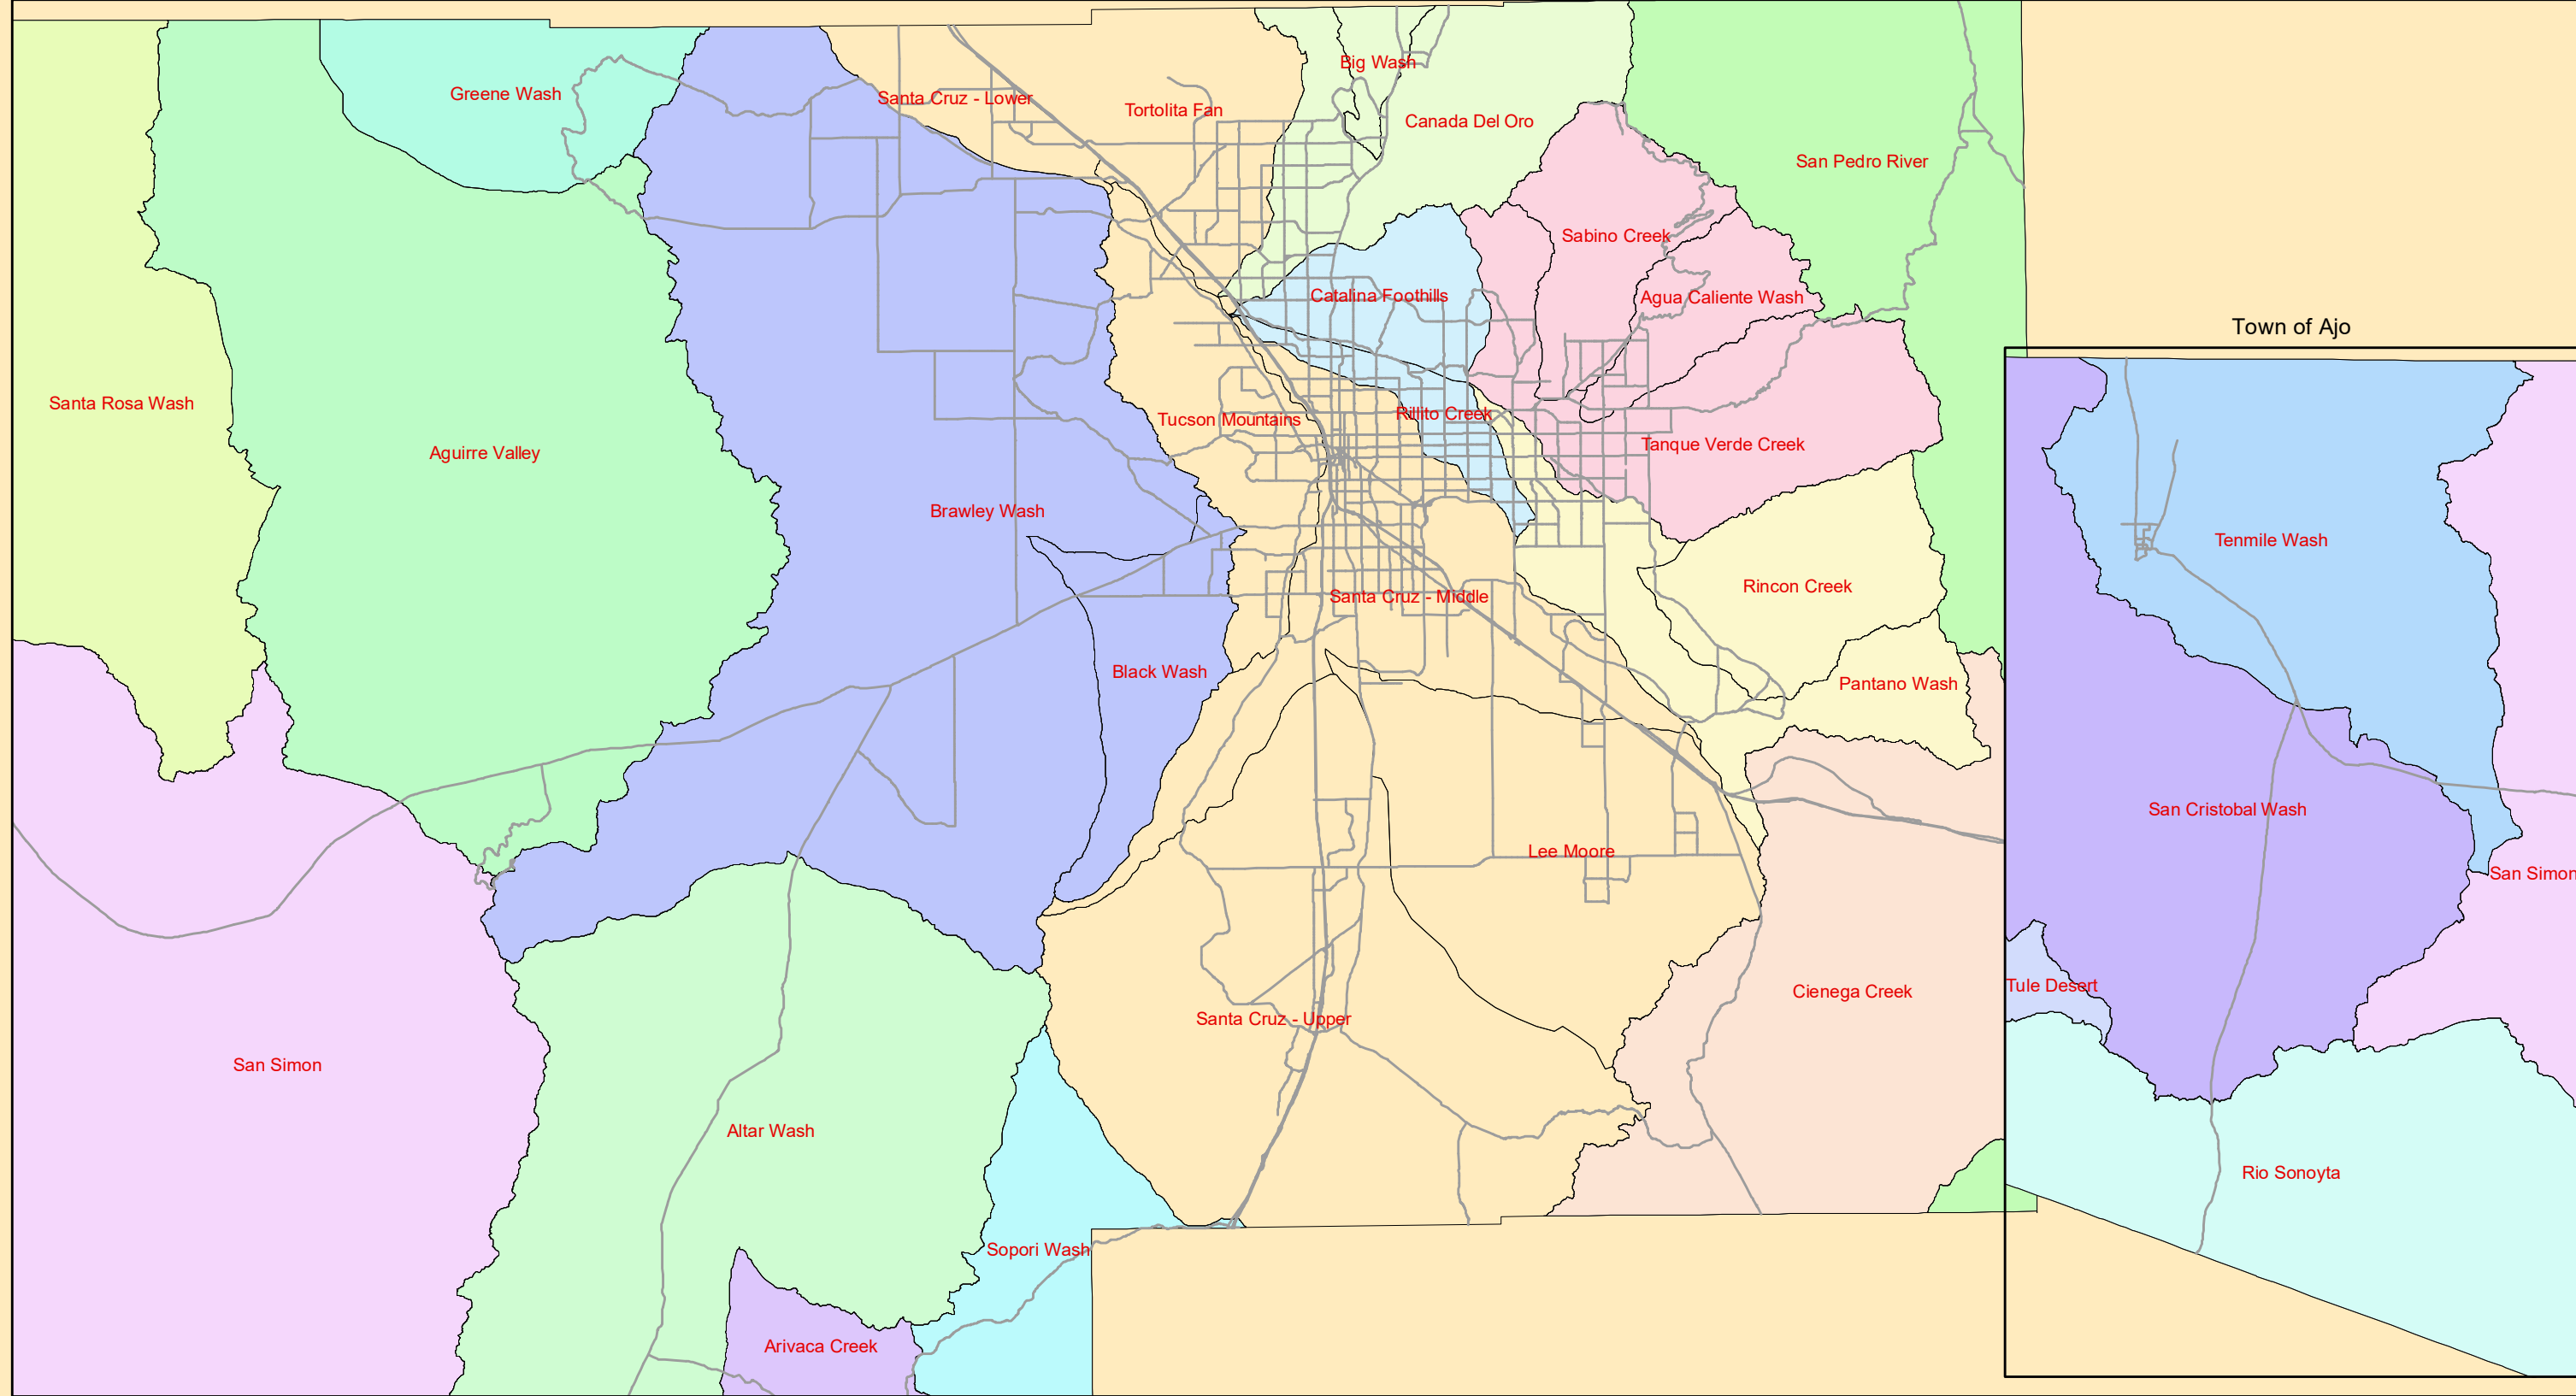 Big Wash
Greene Wash
Santa Cruz - Lower
Tortolita Fan
Canada Del Oro
San Pedro River
Sabino Creek
Catalina Foothills
Agua Caliente Wash
Town of Ajo
Santa Rosa Wash
Rillito Creek
Tucson Mountains
Tanque Verde Creek
Aguirre Valley
Brawley Wash
Tenmile Wash
Rincon Creek
Santa Cruz - Middle
Black Wash
Pantano Wash
San Cristobal Wash
Lee Moore
San Simon
Tule Desert
Cienega Creek
Santa Cruz - Upper
San Simon
Altar Wash
Rio Sonoyta
Sopori Wash
Arivaca Creek